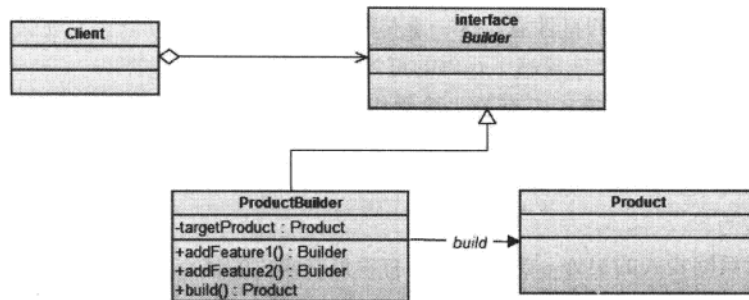 Client
interface
Builder
ProductBuilder
-targetProduct : Product
+addFeature1() : Builder
+addFeature2() : Builder
+build() : Product
build
Product